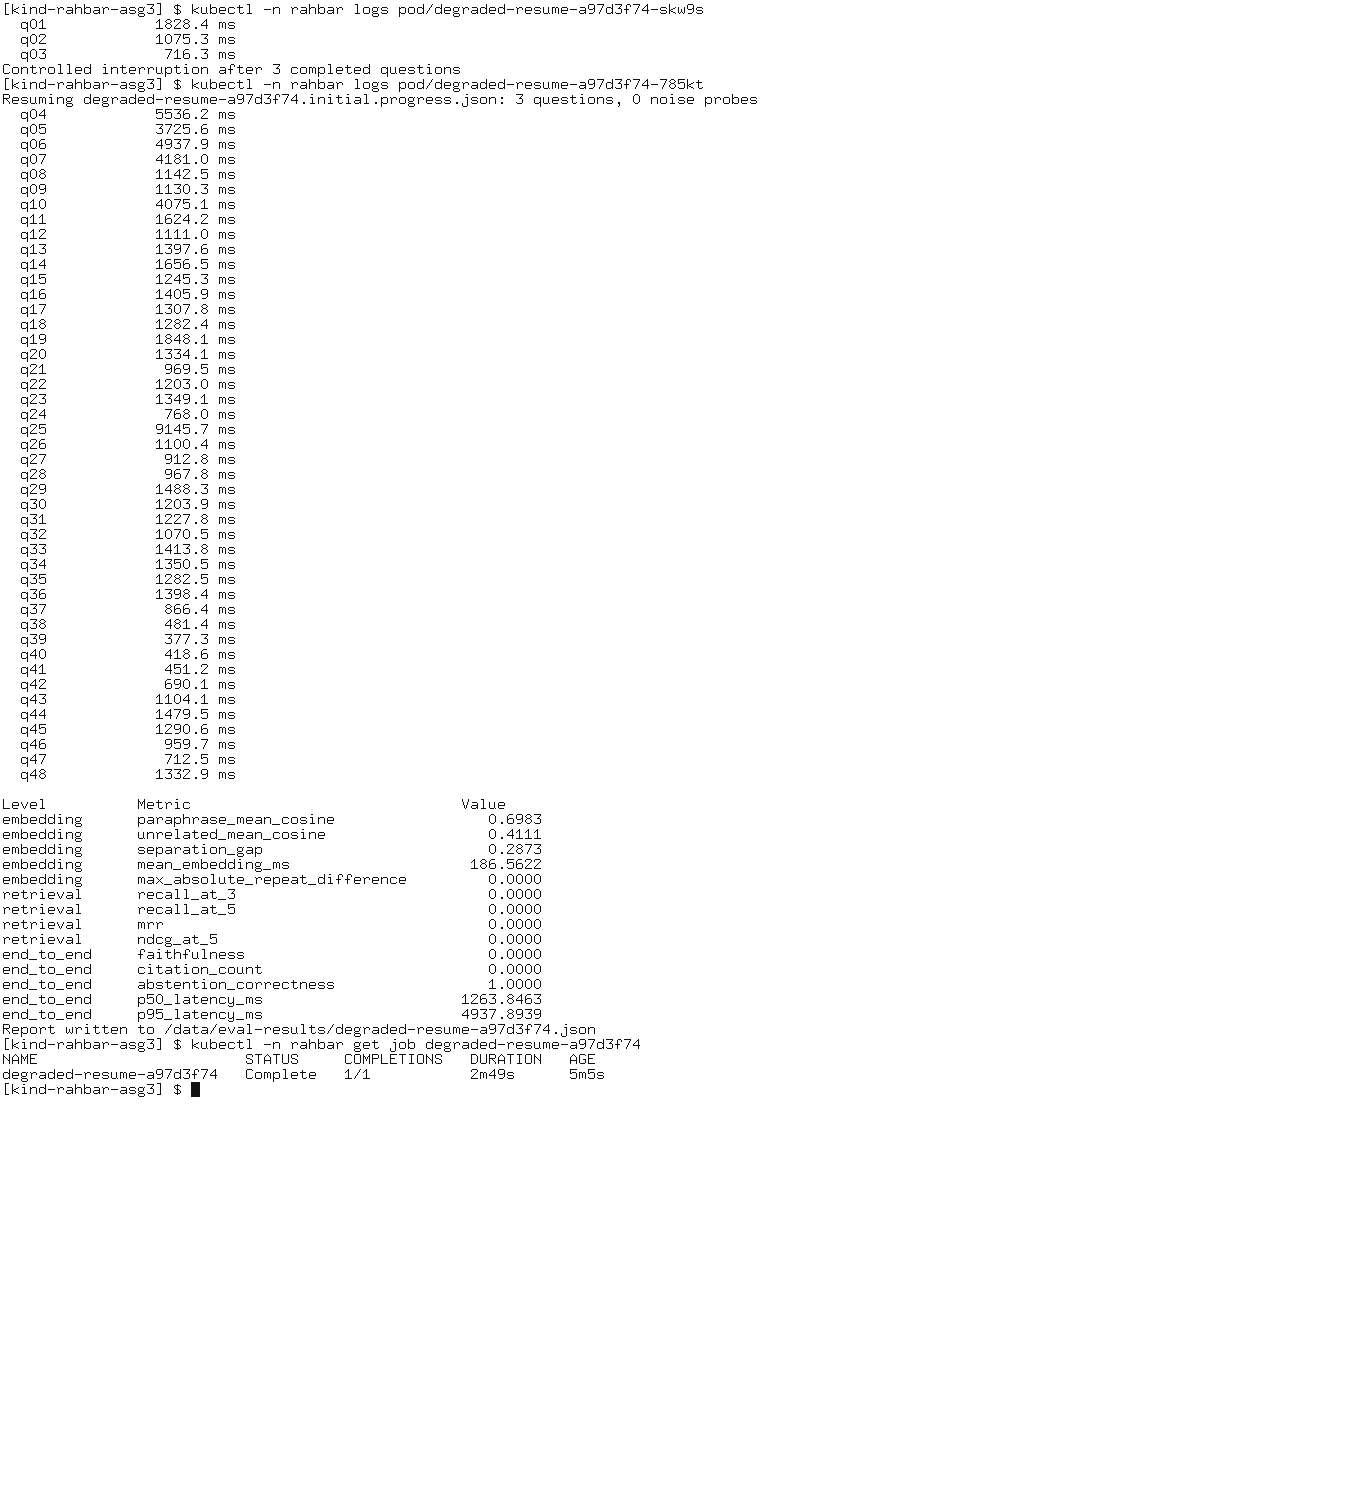 [kind-rahbar-asg3] $ kubectl -n rahbar logs pod/degraded-resume-a97d3f74-skw9s
  q01            1828.4 ms
  q02            1075.3 ms
  q03             716.3 ms
Controlled interruption after 3 completed questions
[kind-rahbar-asg3] $ kubectl -n rahbar logs pod/degraded-resume-a97d3f74-785kt
Resuming degraded-resume-a97d3f74.initial.progress.json: 3 questions, 0 noise probes
  q04            5536.2 ms
  q05            3725.6 ms
  q06            4937.9 ms
  q07            4181.0 ms
  q08            1142.5 ms
  q09            1130.3 ms
  q10            4075.1 ms
  q11            1624.2 ms
  q12            1111.0 ms
  q13            1397.6 ms
  q14            1656.5 ms
  q15            1245.3 ms
  q16            1405.9 ms
  q17            1307.8 ms
  q18            1282.4 ms
  q19            1848.1 ms
  q20            1334.1 ms
  q21             969.5 ms
  q22            1203.0 ms
  q23            1349.1 ms
  q24             768.0 ms
  q25            9145.7 ms
  q26            1100.4 ms
  q27             912.8 ms
  q28             967.8 ms
  q29            1488.3 ms
  q30            1203.9 ms
  q31            1227.8 ms
  q32            1070.5 ms
  q33            1413.8 ms
  q34            1350.5 ms
  q35            1282.5 ms
  q36            1398.4 ms
  q37             866.4 ms
  q38             481.4 ms
  q39             377.3 ms
  q40             418.6 ms
  q41             451.2 ms
  q42             690.1 ms
  q43            1104.1 ms
  q44            1479.5 ms
  q45            1290.6 ms
  q46             959.7 ms
  q47             712.5 ms
  q48            1332.9 ms
Level          Metric                              Value
embedding      paraphrase_mean_cosine                 0.6983
embedding      unrelated_mean_cosine                  0.4111
embedding      separation_gap                         0.2873
embedding      mean_embedding_ms                    186.5622
embedding      max_absolute_repeat_difference         0.0000
retrieval      recall_at_3                            0.0000
retrieval      recall_at_5                            0.0000
retrieval      mrr                                    0.0000
retrieval      ndcg_at_5                              0.0000
end_to_end     faithfulness                           0.0000
end_to_end     citation_count                         0.0000
end_to_end     abstention_correctness                 1.0000
end_to_end     p50_latency_ms                      1263.8463
end_to_end     p95_latency_ms                      4937.8939
Report written to /data/eval-results/degraded-resume-a97d3f74.json
[kind-rahbar-asg3] $ kubectl -n rahbar get job degraded-resume-a97d3f74
NAME                       STATUS     COMPLETIONS   DURATION   AGE
degraded-resume-a97d3f74   Complete   1/1           2m49s      5m5s
[kind-rahbar-asg3] $